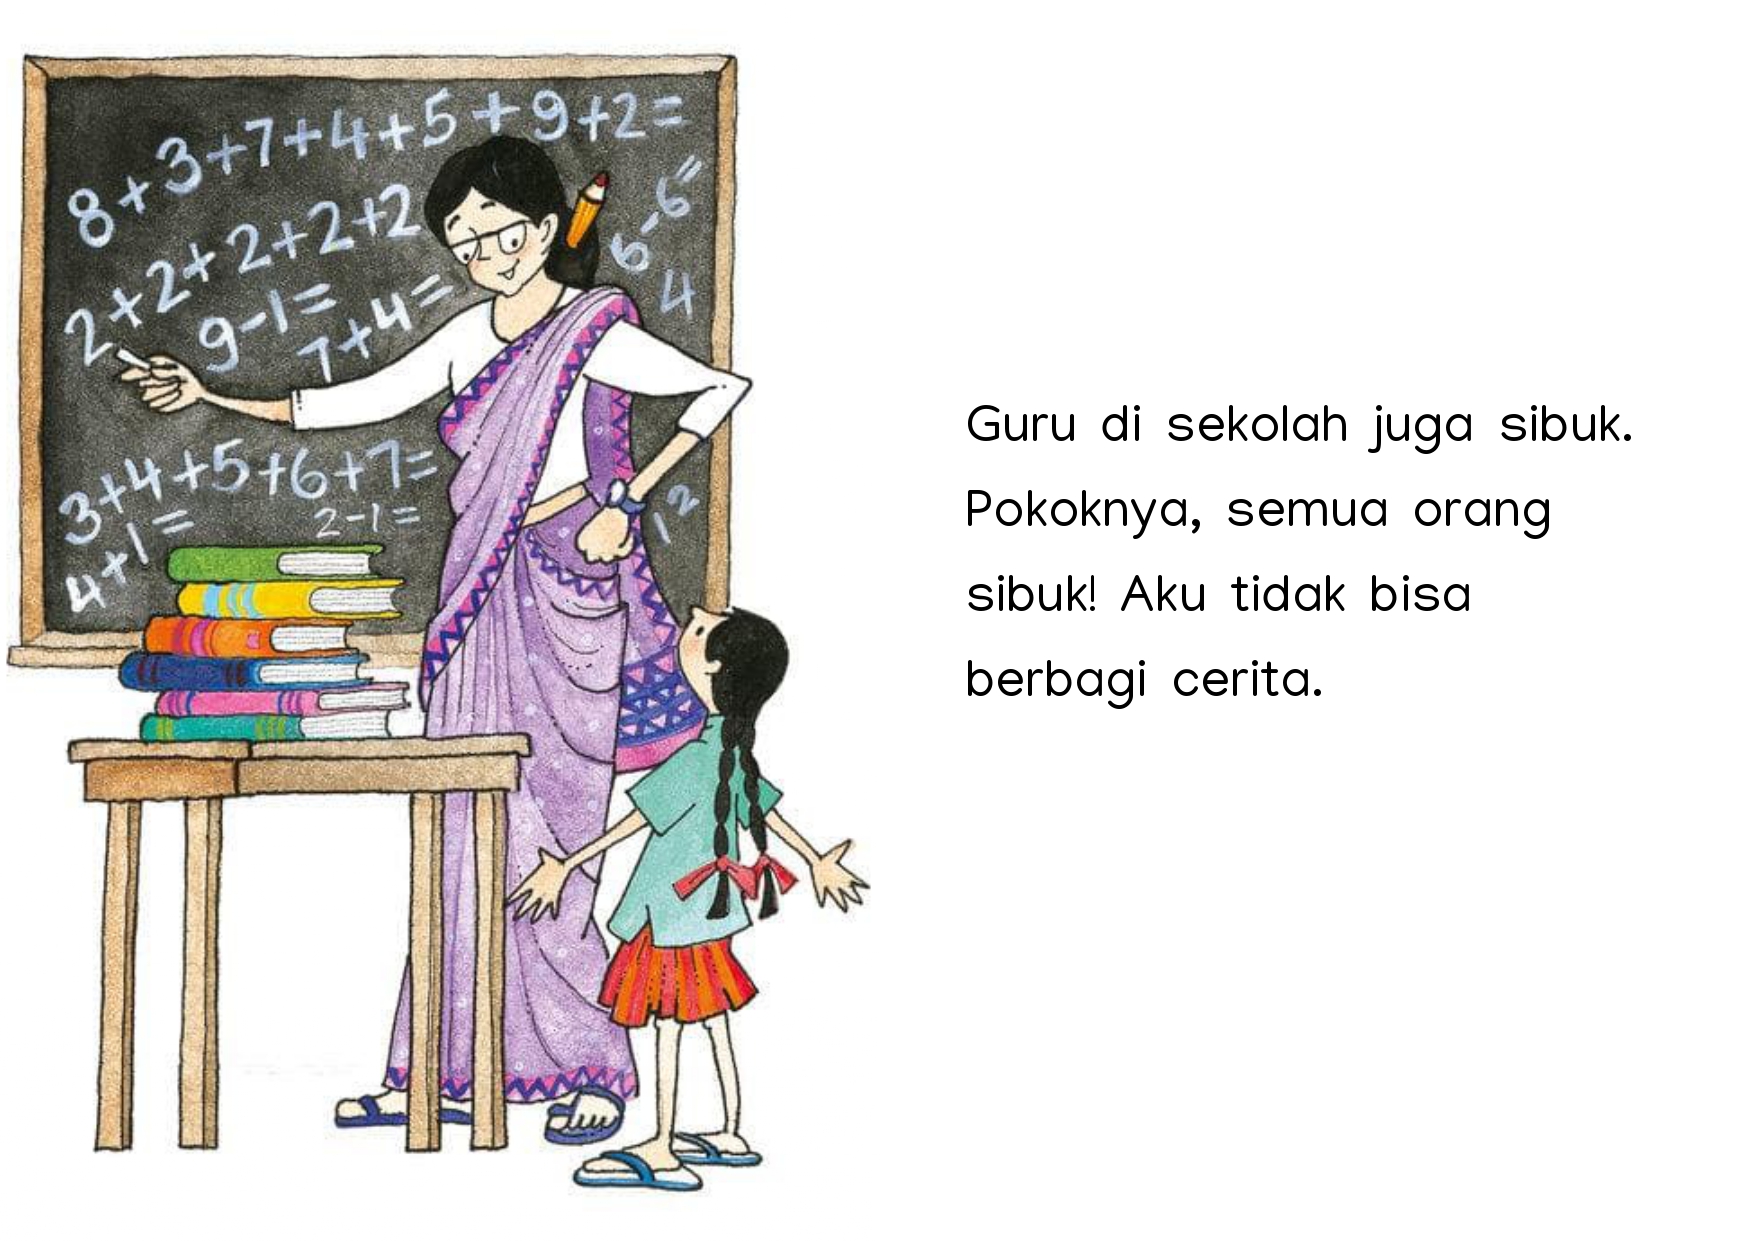 8+3+7+4+5+9+2=
2+2+2+2+2+2
9-1=
7+4=
6-6=
4
3+4+5+6+7=
4+1=
2-1=
12
Guru di sekolah juga sibuk.
Pokoknya, semua orang
sibuk! Aku tidak bisa
berbagi cerita.